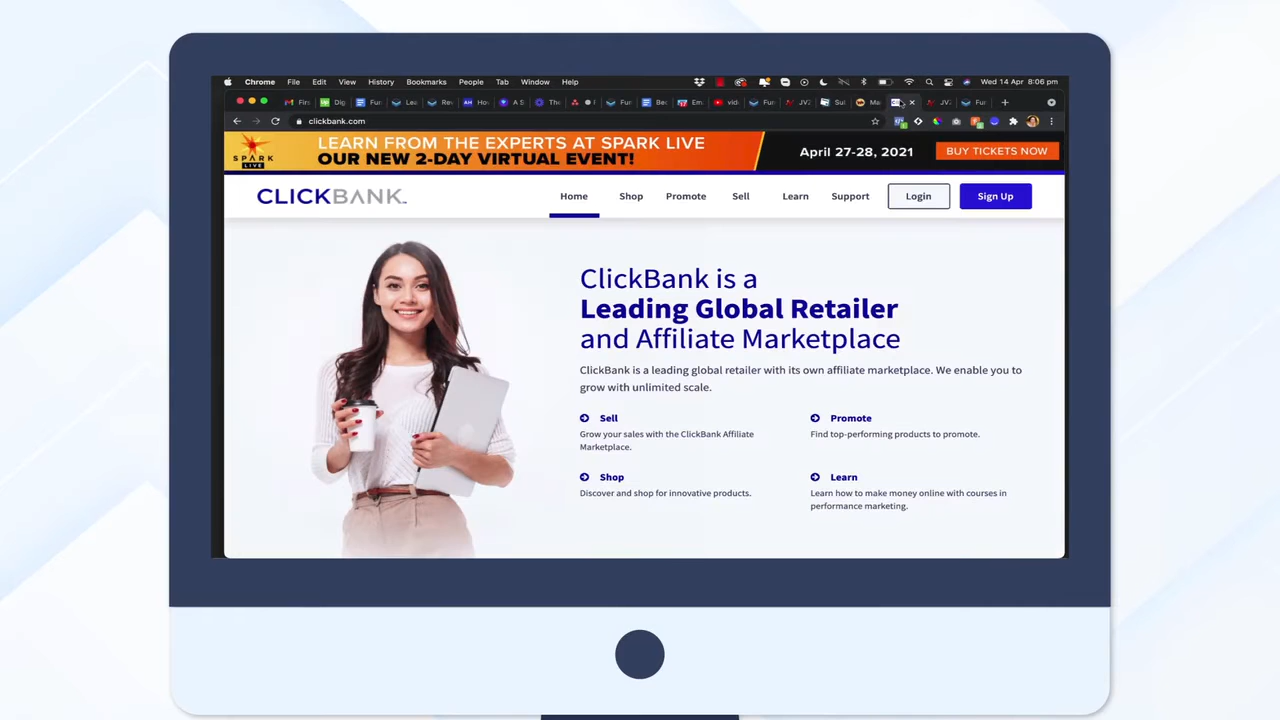 Chrome File Edit View History Bookmarks People Tab Window Help Wed 14 Apr 8:06 pm
clickbank.com
SPARK LIVE
LEARN FROM THE EXPERTS AT SPARK LIVE
OUR NEW 2-DAY VIRTUAL EVENT!
April 27-28, 2021
BUY TICKETS NOW
CLICKBANK
Home Shop Promote Sell Learn Support Login Sign Up
ClickBank is a
Leading Global Retailer
and Affiliate Marketplace
ClickBank is a leading global retailer with its own affiliate marketplace. We enable you to
grow with unlimited scale.
Sell
Grow your sales with the ClickBank Affiliate
Marketplace.
Promote
Find top-performing products to promote.
Shop
Discover and shop for innovative products.
Learn
Learn how to make money online with courses in
performance marketing.